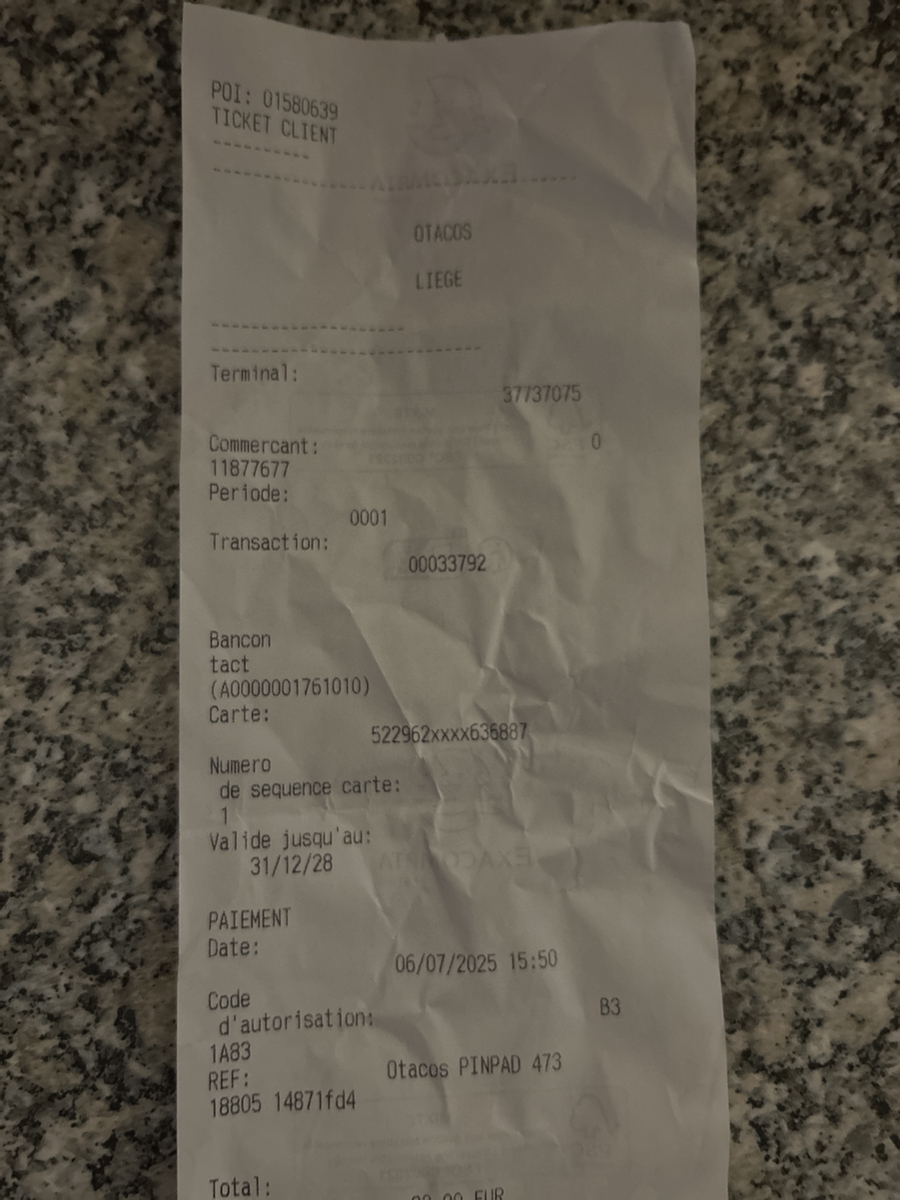 POI: 01580639
TICKET CLIENT
----------
--------------------------------------
OTACOS
LIEGE
--------------------
----------------------------
Terminal:
37737075
Commercant: 0
11877677
Periode:
0001
Transaction:
00033792
Bancon
tact
(A0000001761010)
Carte:
522962xxxx636887
Numero
de sequence carte:
1
Valide jusqu'au:
31/12/28
PAIEMENT
Date:
06/07/2025 15:50
Code B3
d'autorisation:
1A83
REF: Otacos PINPAD 473
18805 14871fd4
Total:
EUR